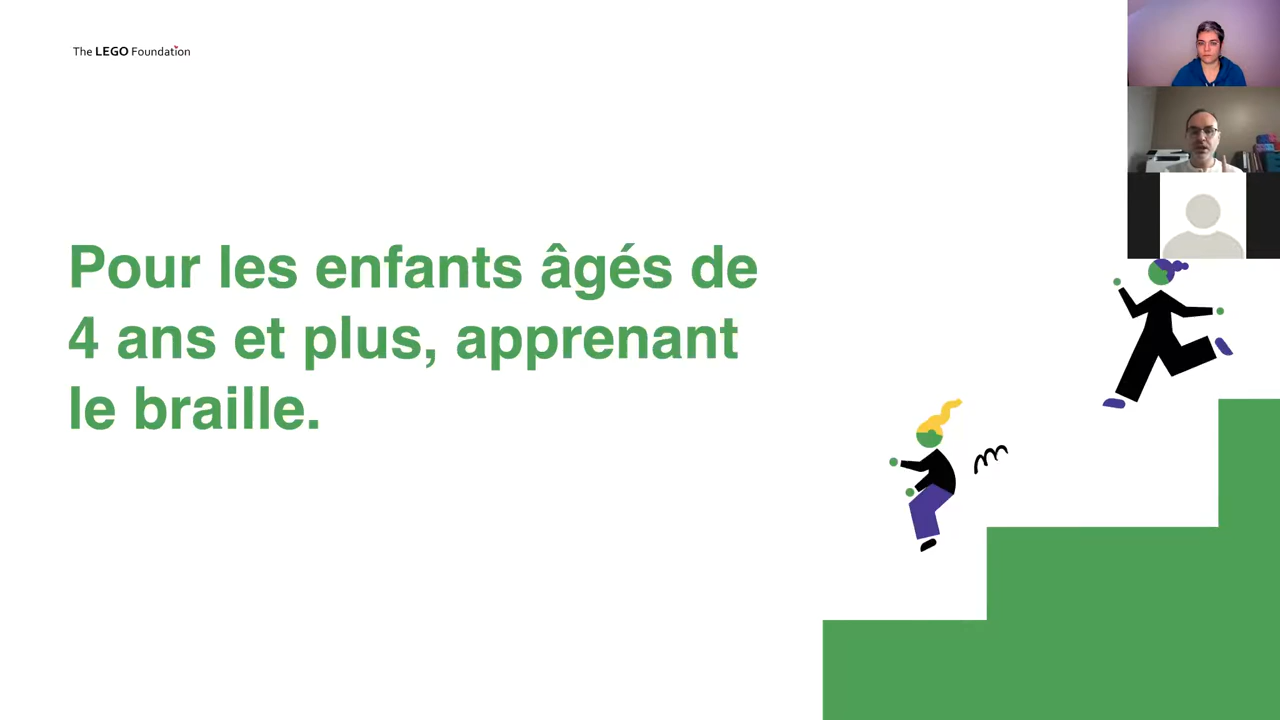 The LEGO Foundation
Pour les enfants âgés de
4 ans et plus, apprenant
le braille.